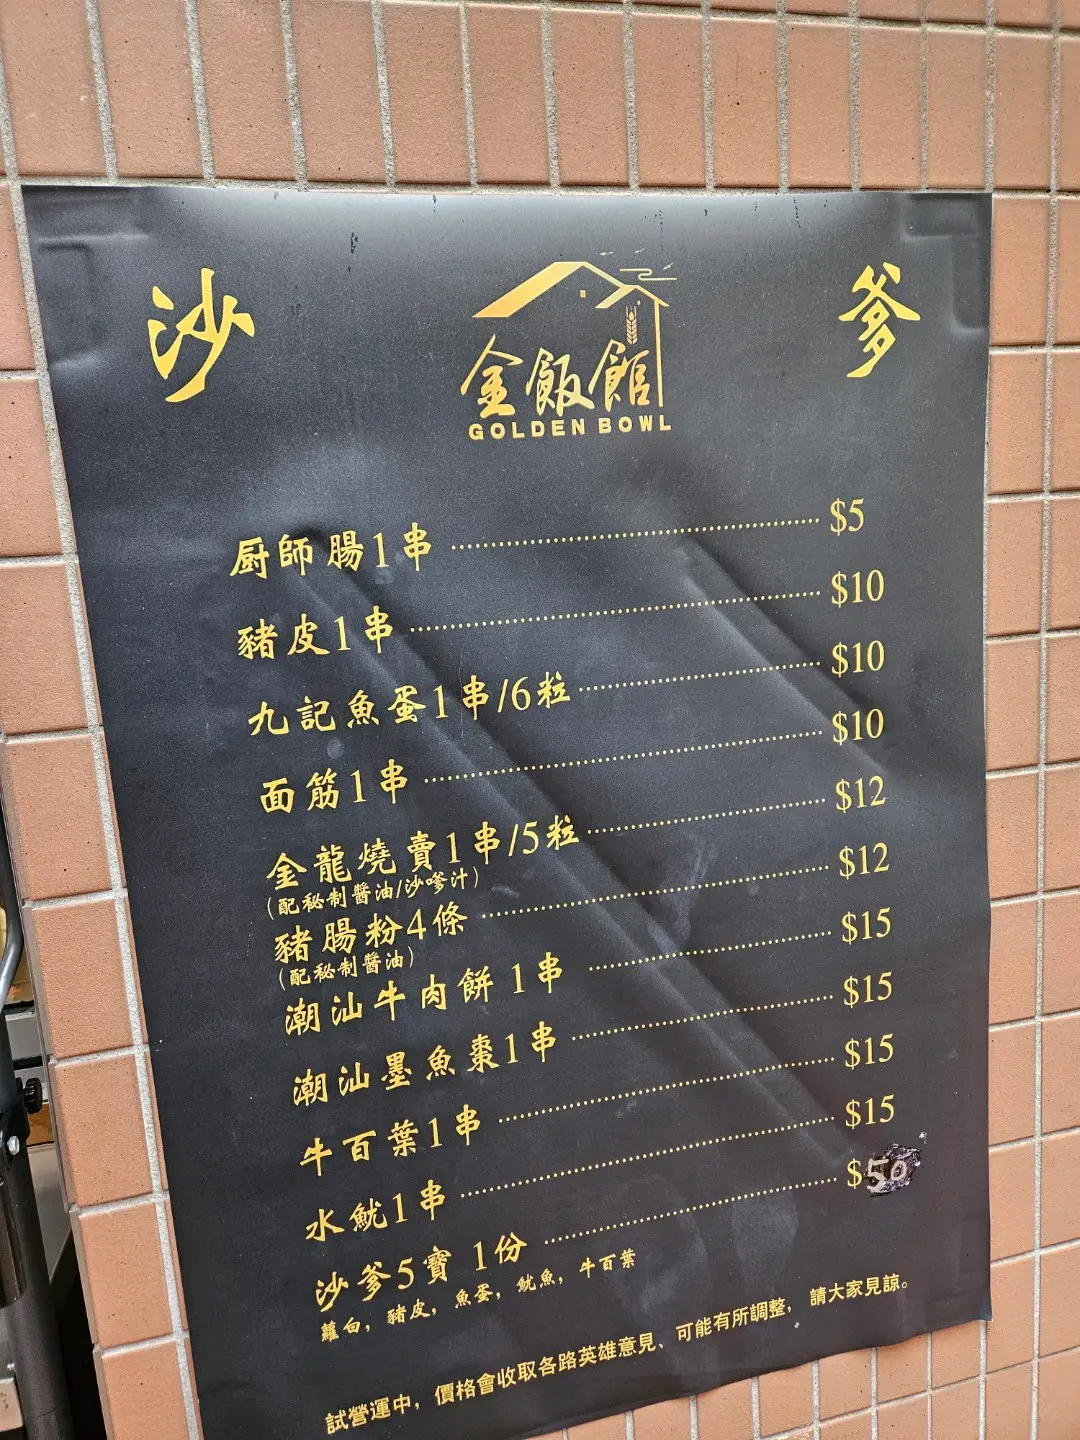 沙 爹
金飯館
GOLDEN BOWL
厨師腸1串 $5
豬皮1串 $10
九記魚蛋1串/6粒 $10
面筋1串 $10
金龍燒賣1串/5粒 $12
(配秘制醬油/沙嗲汁)
豬腸粉4條 $12
(配秘制醬油)
潮汕牛肉餅1串 $15
潮汕墨魚棗1串 $15
牛百葉1串 $15
水魷1串 $15
沙爹5寶 1份 $50
蘿白，豬皮，魚蛋，魷魚，牛百葉
試營運中，價格會收取各路英雄意見、可能有所調整，請大家見諒。